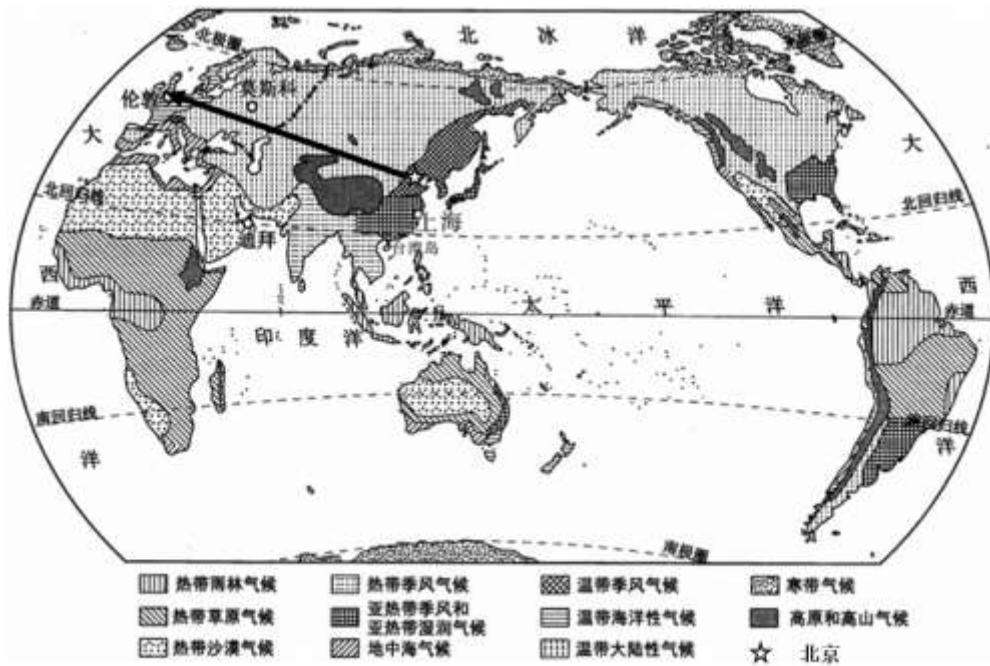 北极圈
北 冰 洋
北极圈
伦敦
莫斯科
大
大
北回归线
北回归线
迪拜
上海
台湾岛
西
西
赤道
太 平 洋
赤道
印 度 洋
南回归线
南回归线
洋
洋
南极圈
热带雨林气候
热带季风气候
温带季风气候
寒带气候
热带草原气候
亚热带季风和
亚热带湿润气候
温带海洋性气候
高原和高山气候
热带沙漠气候
地中海气候
温带大陆性气候
北京